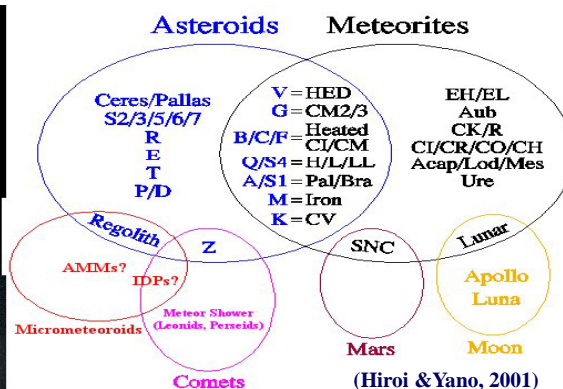 Asteroids Meteorites
Ceres/Pallas
S2/3/5/6/7
R
E
T
P/D
V = HED
G = CM2/3
B/C/F = Heated CI/CM
Q/S4 = H/L/LL
A/S1 = Pal/Bra
M = Iron
K = CV
EH/EL
Aub
CK/R
CI/CR/CO/CH
Acap/Lod/Mes
Ure
Regolith
Z
SNC
Lunar
AMMs?
IDPs?
Micrometeoroids
Meteor Shower
(Leonids, Perseids)
Comets
Mars
Apollo
Luna
Moon
(Hiroi &Yano, 2001)